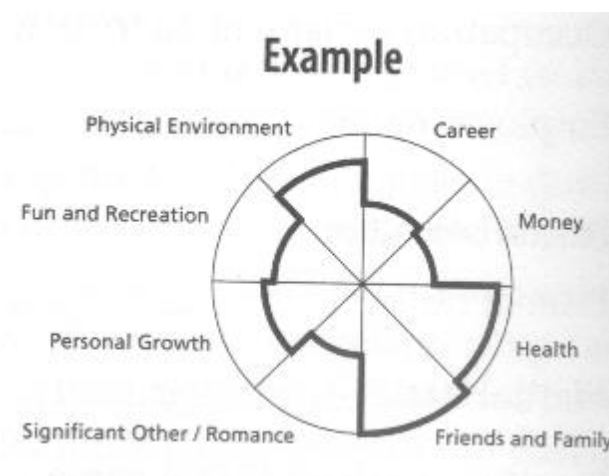 Example
Physical Environment
Career
Fun and Recreation
Money
Personal Growth
Health
Significant Other / Romance
Friends and Family